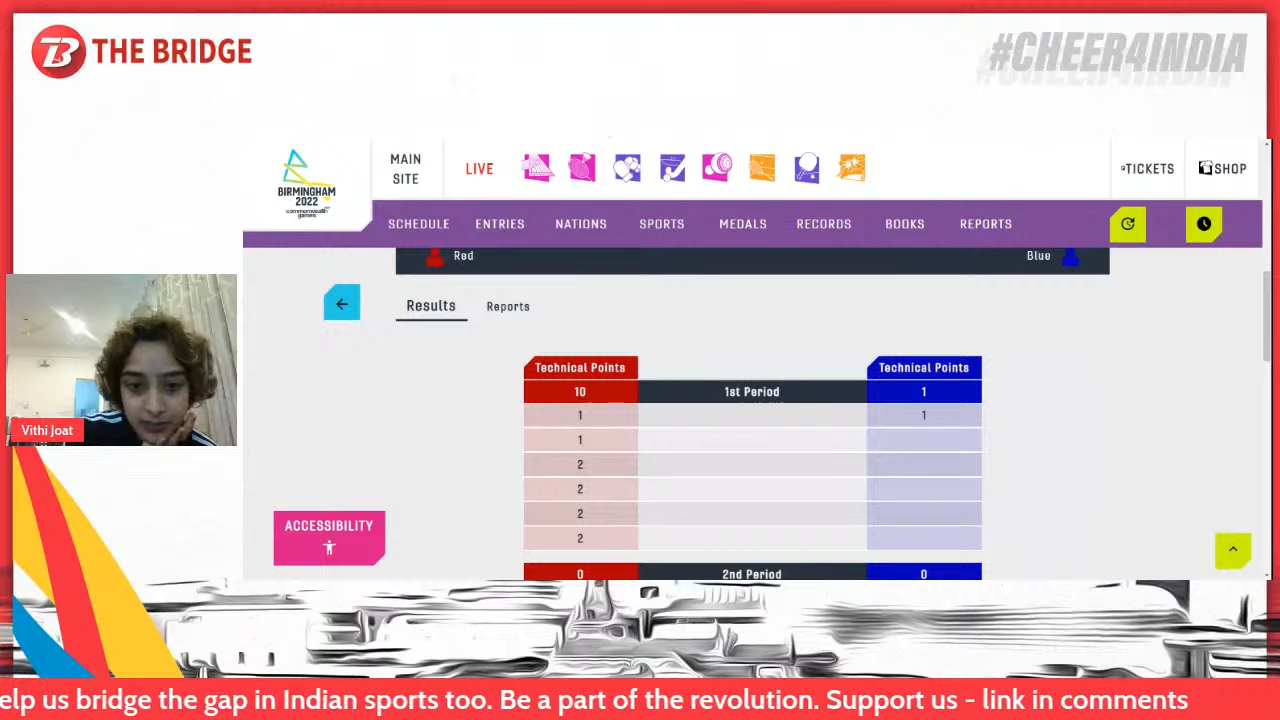 THE BRIDGE
#CHEER4INDIA
BIRMINGHAM
2022
commonwealth
games
MAIN
SITE
LIVE
TICKETS
SHOP
SCHEDULE
ENTRIES
NATIONS
SPORTS
MEDALS
RECORDS
BOOKS
REPORTS
Red
Blue
Results
Reports
Technical Points
Technical Points
10
1st Period
1
1
1
1
2
2
2
2
0
2nd Period
0
Vithi Joat
ACCESSIBILITY
elp us bridge the gap in Indian sports too. Be a part of the revolution. Support us - link in comments